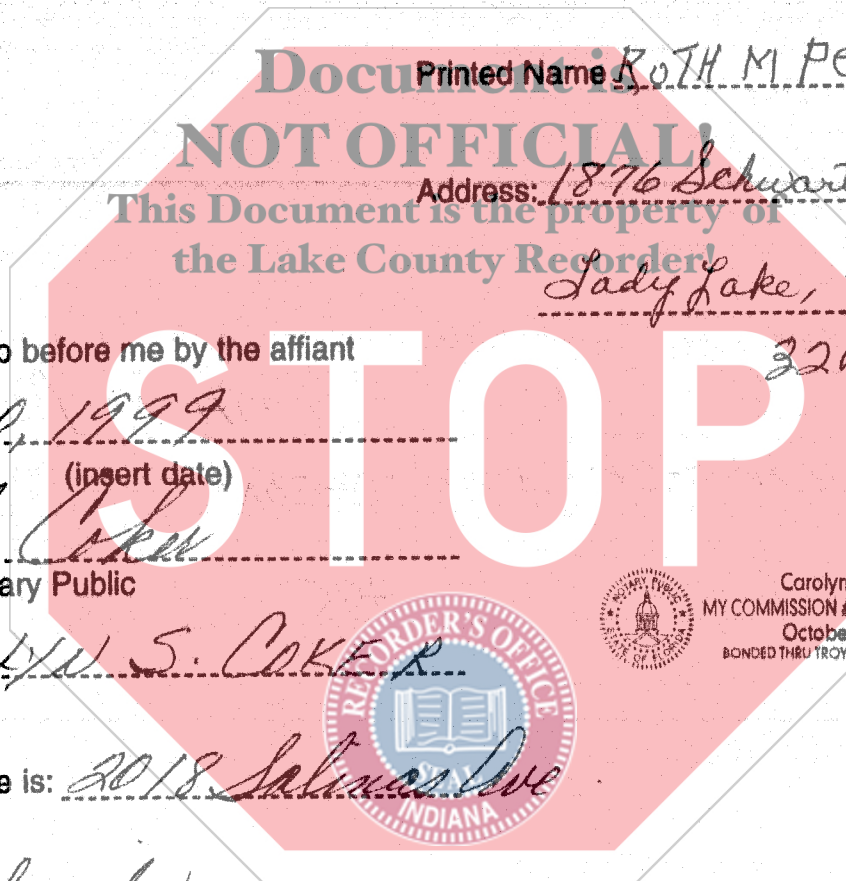 Document is
NOT OFFICIAL!
This Document is the property of
the Lake County Recorder!
STOP
Printed Name ROTH M PE
Address: 1876 Schwart
Lady Lake,
before me by the affiant
, 1999
(insert date)
Coker
ary Public
LYN S. COKER
NOTARY PUBLIC
STATE OF FLORIDA
Carolyn
MY COMMISSION
Octobe
BONDED THRU TROY
RECORDER'S OFFICE
SEAL
INDIANA
e is: 2018 Salinas Ave